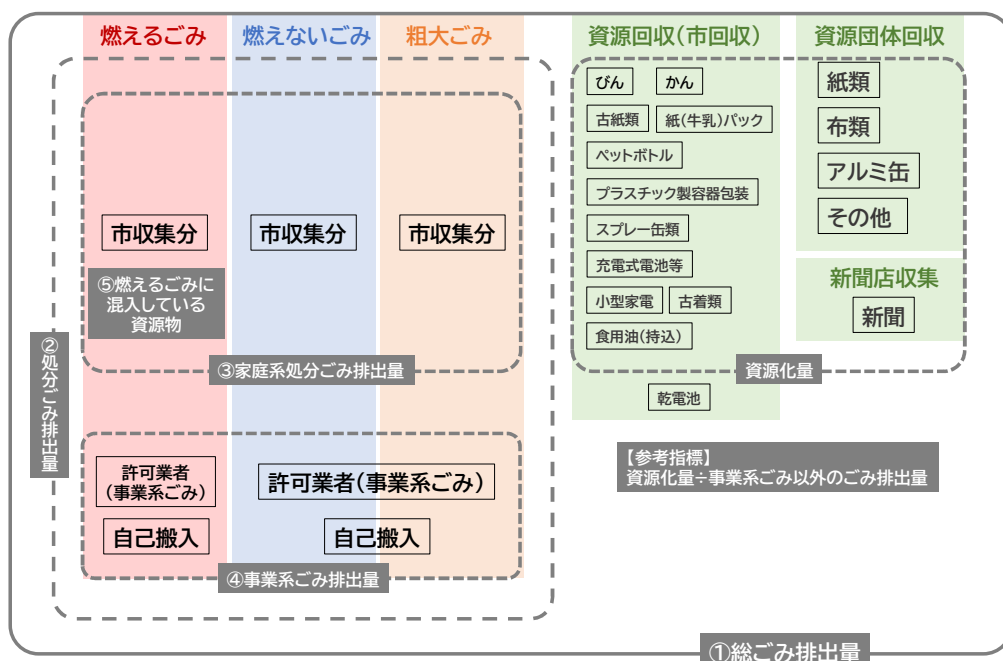 燃えるごみ
燃えないごみ
粗大ごみ
資源回収(市回収)
資源団体回収
びん
かん
古紙類
紙(牛乳)パック
ペットボトル
プラスチック製容器包装
スプレー缶類
充電式電池等
小型家電
古着類
食用油(持込)
乾電池
紙類
布類
アルミ缶
その他
新聞店収集
新聞
資源化量
市収集分
市収集分
市収集分
⑤燃えるごみに
混入している
資源物
③家庭系処分ごみ排出量
②処分ごみ排出量
許可業者
(事業系ごみ)
許可業者(事業系ごみ)
自己搬入
自己搬入
④事業系ごみ排出量
【参考指標】
資源化量÷事業系ごみ以外のごみ排出量
①総ごみ排出量